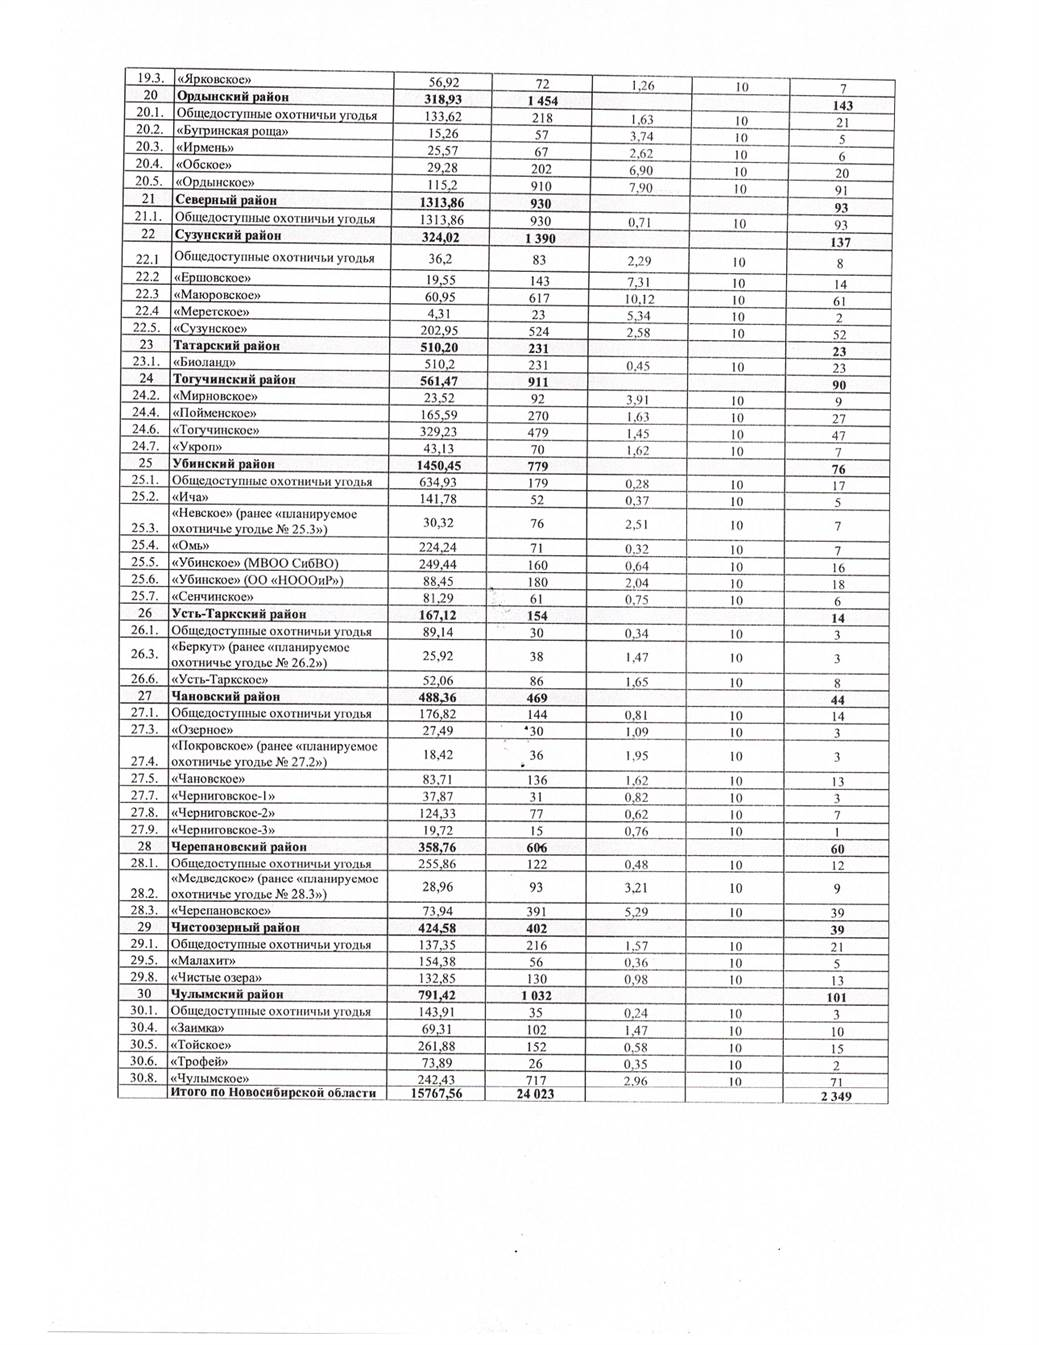 19.3. «Ярковское» 56,92 72 1,26 10 7
20 Ордынский район 318,93 1 454 143
20.1. Общедоступные охотничьи угодья 133,62 218 1,63 10 21
20.2. «Бугринская роща» 15,26 57 3,74 10 5
20.3. «Ирмень» 25,57 67 2,62 10 6
20.4. «Обское» 29,28 202 6,90 10 20
20.5. «Ордынское» 115,2 910 7,90 10 91
21 Северный район 1313,86 930 93
21.1. Общедоступные охотничьи угодья 1313,86 930 0,71 10 93
22 Сузунский район 324,02 1 390 137
22.1 Общедоступные охотничьи угодья 36,2 83 2,29 10 8
22.2 «Ершовское» 19,55 143 7,31 10 14
22.3 «Маюровское» 60,95 617 10,12 10 61
22.4 «Меретское» 4,31 23 5,34 10 2
22.5. «Сузунское» 202,95 524 2,58 10 52
23 Татарский район 510,20 231 23
23.1. «Биоланд» 510,2 231 0,45 10 23
24 Тогучинский район 561,47 911 90
24.2. «Мирновское» 23,52 92 3,91 10 9
24.4. «Пойменское» 165,59 270 1,63 10 27
24.6. «Тогучинское» 329,23 479 1,45 10 47
24.7. «Укроп» 43,13 70 1,62 10 7
25 Убинский район 1450,45 779 76
25.1. Общедоступные охотничьи угодья 634,93 179 0,28 10 17
25.2. «Ича» 141,78 52 0,37 10 5
«Невское» (ранее «планируемое
25.3. охотничье угодье № 25.3») 30,32 76 2,51 10 7
25.4. «Омь» 224,24 71 0,32 10 7
25.5. «Убинское» (МВОО СибВО) 249,44 160 0,64 10 16
25.6. «Убинское» (ОО «НОООиР») 88,45 180 2,04 10 18
25.7. «Сенчинское» 81,29 61 0,75 10 6
26 Усть-Таркский район 167,12 154 14
26.1. Общедоступные охотничьи угодья 89,14 30 0,34 10 3
«Беркут» (ранее «планируемое
26.3. охотничье угодье № 26.2») 25,92 38 1,47 10 3
26.6. «Усть-Таркское» 52,06 86 1,65 10 8
27 Чановский район 488,36 469 44
27.1. Общедоступные охотничьи угодья 176,82 144 0,81 10 14
27.3. «Озерное» 27,49 30 1,09 10 3
«Покровское» (ранее «планируемое
27.4. охотничье угодье № 27.2») 18,42 36 1,95 10 3
27.5. «Чановское» 83,71 136 1,62 10 13
27.7. «Черниговское-1» 37,87 31 0,82 10 3
27.8. «Черниговское-2» 124,33 77 0,62 10 7
27.9. «Черниговское-3» 19,72 15 0,76 10 1
28 Черепановский район 358,76 606 60
28.1. Общедоступные охотничьи угодья 255,86 122 0,48 10 12
«Медведское» (ранее «планируемое
28.2. охотничье угодье № 28.3») 28,96 93 3,21 10 9
28.3. «Черепановское» 73,94 391 5,29 10 39
29 Чистоозерный район 424,58 402 39
29.1. Общедоступные охотничьи угодья 137,35 216 1,57 10 21
29.5. «Малахит» 154,38 56 0,36 10 5
29.8. «Чистые озера» 132,85 130 0,98 10 13
30 Чулымский район 791,42 1 032 101
30.1. Общедоступные охотничьи угодья 143,91 35 0,24 10 3
30.4. «Заимка» 69,31 102 1,47 10 10
30.5. «Тойское» 261,88 152 0,58 10 15
30.6. «Трофей» 73,89 26 0,35 10 2
30.8. «Чулымское» 242,43 717 2,96 10 71
Итого по Новосибирской области 15767,56 24 023 2 349